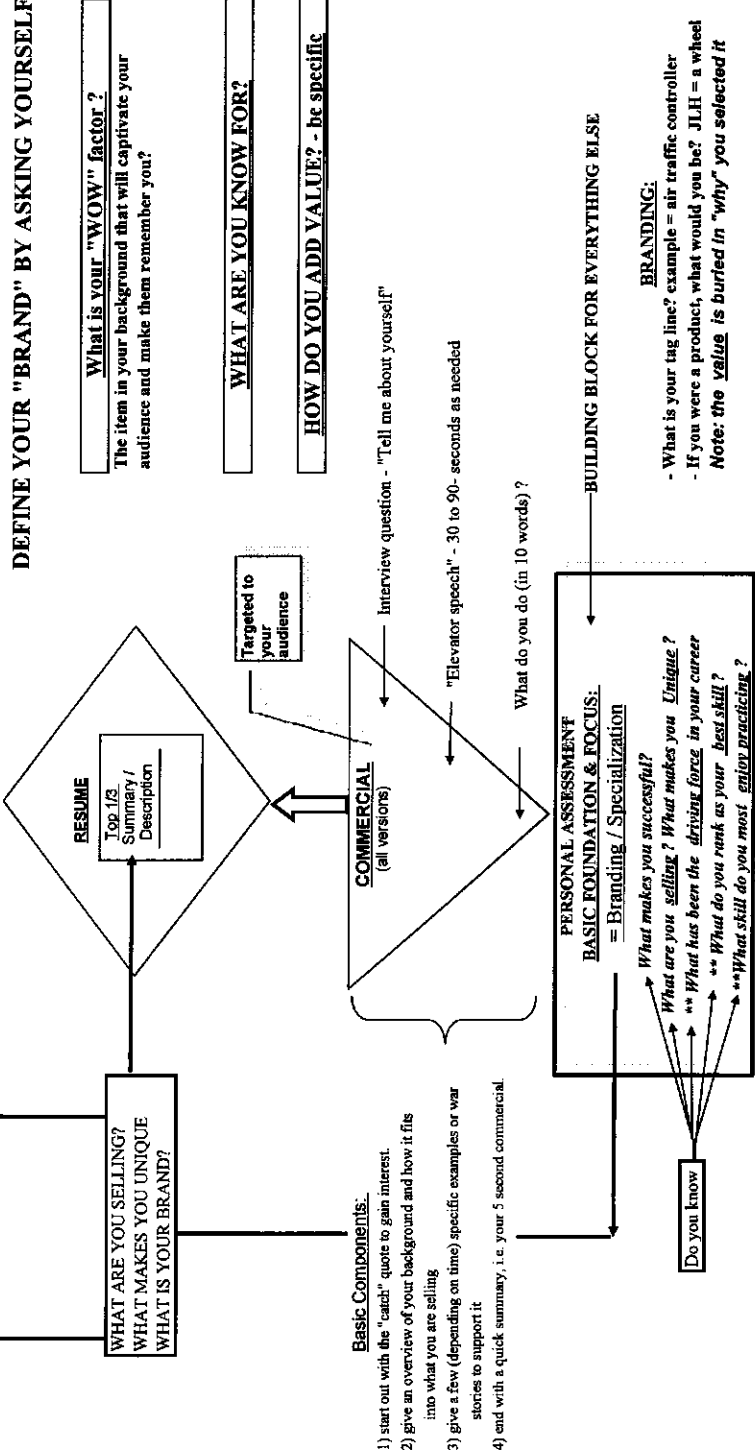 DEFINE YOUR "BRAND" BY ASKING YOURSELF
What is your "WOW" factor ?
The item in your background that will captivate your
audience and make them remember you?
WHAT ARE YOU KNOW FOR?
HOW DO YOU ADD VALUE? - be specific
RESUME
Top 1/3
Summary /
Description
WHAT ARE YOU SELLING?
WHAT MAKES YOU UNIQUE
WHAT IS YOUR BRAND?
Targeted to
your
audience
COMMERCIAL
(all versions)
Interview question - "Tell me about yourself"
"Elevator speech" - 30 to 90- seconds as needed
What do you do (in 10 words) ?
Basic Components:
1) start out with the "catch" quote to gain interest.
2) give an overview of your background and how it fits
into what you are selling
3) give a few (depending on time) specific examples or war
stories to support it
4) end with a quick summary, i.e. your 5 second commercial.
PERSONAL ASSESSMENT
BASIC FOUNDATION & FOCUS:
= Branding / Specialization
What makes you successful?
What are you selling ? What makes you Unique ?
** What has been the driving force in your career
** What do you rank as your best skill ?
**What skill do you most enjoy practicing ?
Do you know
BUILDING BLOCK FOR EVERYTHING ELSE
BRANDING:
- What is your tag line? example = air traffic controller
- If you were a product, what would you be? JLH = a wheel
Note: the value is buried in "why" you selected it